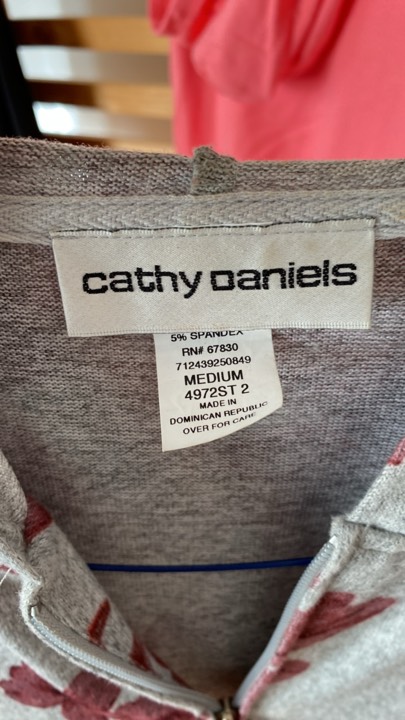 cathy Daniels
5% SPANDEX
RN# 67830
712439250849
MEDIUM
4972ST 2
MADE IN
DOMINICAN REPUBLIC
OVER FOR CARE